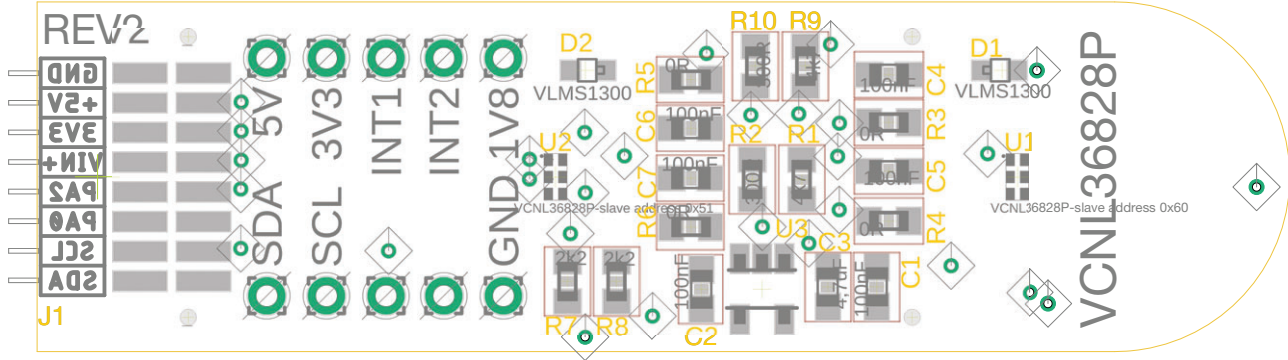 REV2
GND
+5V
3V3
VIN+
PA2
PA0
SCL
SDA
J1
5V
3V3
INT1
INT2
1V8
SDA
SCL
GND
D2
VLMS1300
U2
VCNL36828P-slave address 0x51
R5
0R
C6
100nF
C7
100nF
R6
0R
R10
R9
4k7
R2
R1
4k7
C4
100nF
R3
0R
C5
100nF
R4
0R
U3
C3
4,7uF
C1
100nF
C2
100nF
R7
2k2
R8
2k2
D1
VLMS1300
U1
VCNL36828P-slave address 0x60
VCNL36828P